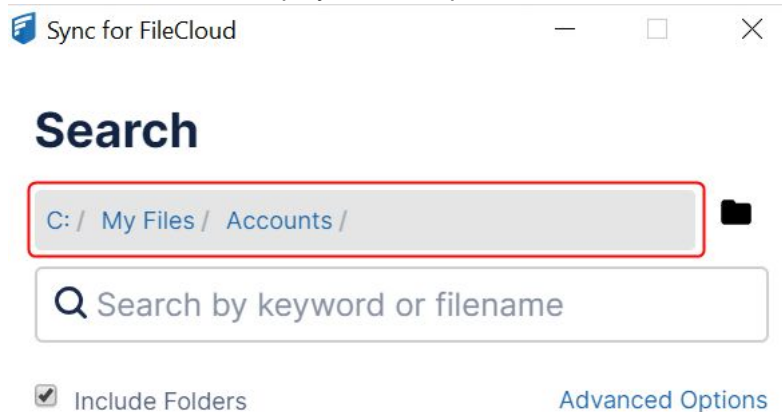 Sync for FileCloud
Search
C: / My Files / Accounts /
Search by keyword or filename
Include Folders Advanced Options